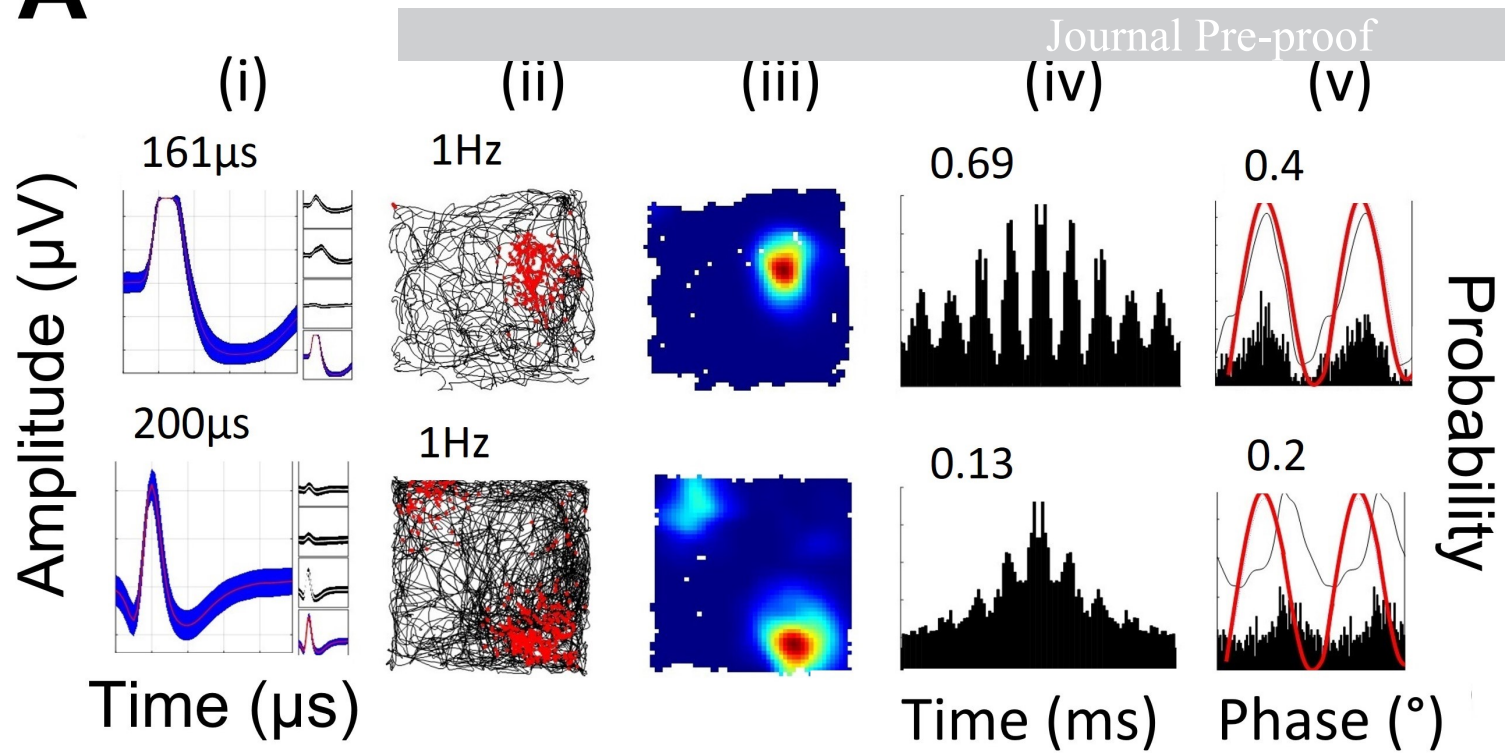 A
Journal Pre-proof
(i) (ii) (iii) (iv) (v)
161μs 1Hz 0.69 0.4
Amplitude (μV)
Probability
200μs 1Hz 0.13 0.2
Time (μs) Time (ms) Phase (°)